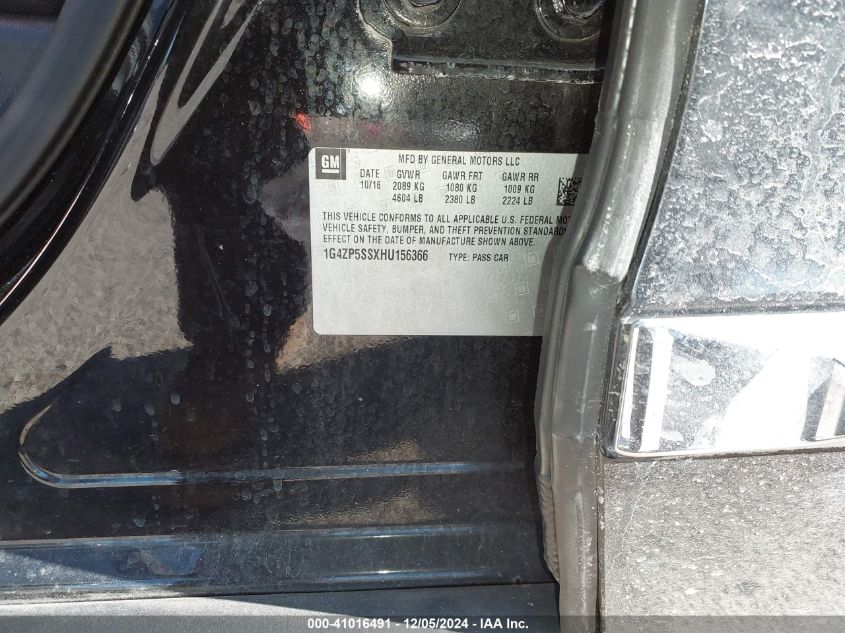 GM
MFD BY GENERAL MOTORS LLC
DATE GVWR GAWR FRT GAWR RR
10/16 2089 KG 1080 KG 1009 KG
4604 LB 2380 LB 2224 LB
THIS VEHICLE CONFORMS TO ALL APPLICABLE U.S. FEDERAL MOT
VEHICLE SAFETY, BUMPER, AND THEFT PREVENTION STANDARDS
EFFECT ON THE DATE OF MANUFACTURE SHOWN ABOVE.
1G4ZP5SSXHU156366 TYPE: PASS CAR
000-41016491 - 12/05/2024 - IAA Inc.